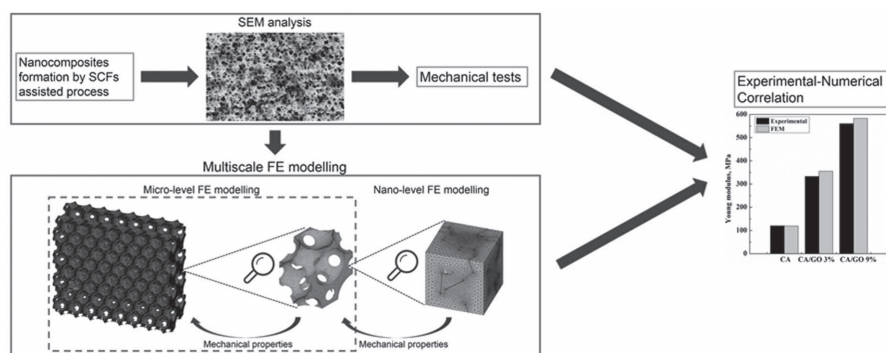 SEM analysis
Nanocomposites
formation by SCFs
assisted process
Mechanical tests
Multiscale FE modelling
Micro-level FE modelling
Nano-level FE modelling
Mechanical properties
Mechanical properties
Experimental-Numerical
Correlation
600
500
400
300
200
100
0
Young modulus, MPa
Experimental
FEM
CA
CA/GO 3%
CA/GO 9%